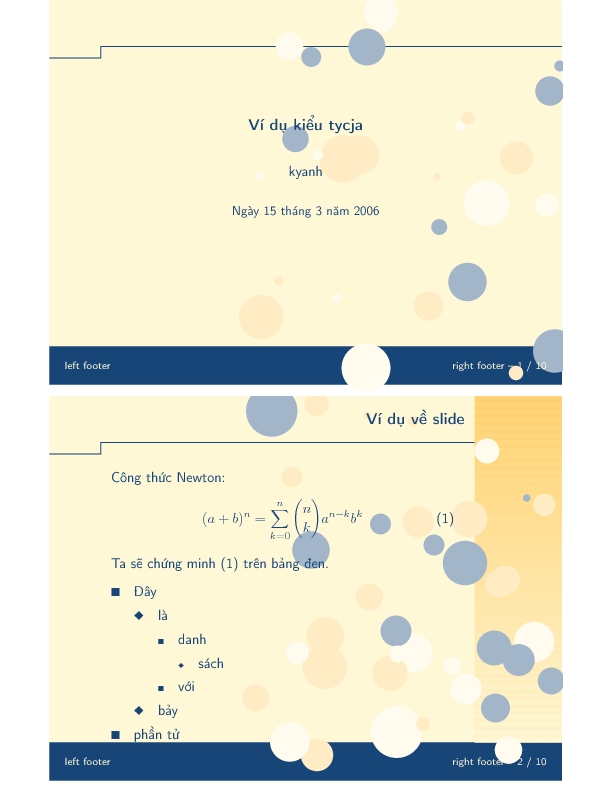 Ví dụ kiểu tycja
kyanh
Ngày 15 tháng 3 năm 2006
left footer
right footer – 1 / 10
Ví dụ về slide
Công thức Newton:
(a + b)^n = \sum_{k=0}^{n} \binom{n}{k} a^{n-k} b^k (1)
Ta sẽ chứng minh (1) trên bảng đen.
■ Đây
◆ là
■ danh
◆ sách
■ với
◆ bảy
■ phần tử
left footer
right footer – 2 / 10